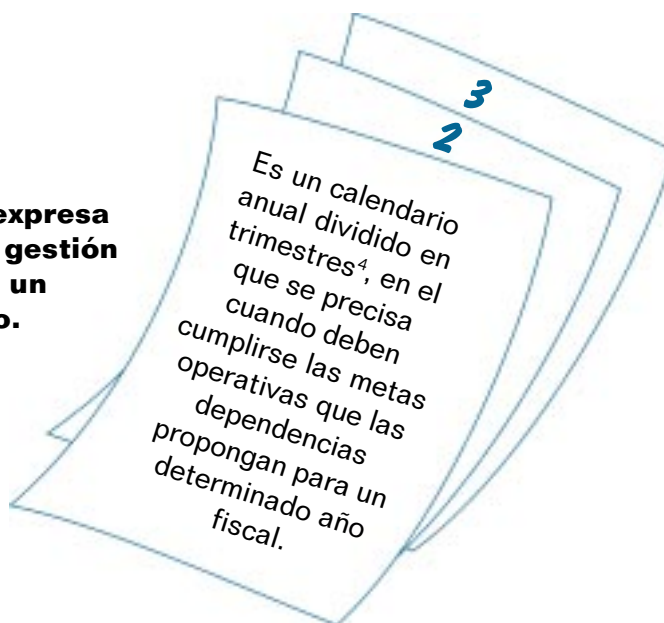 3
2
expresa
gestión
un
o.
Es un calendario
anual dividido en
trimestres⁴, en el
que se precisa
cuando deben
cumplirse las metas
operativas que las
dependencias
propongan para un
determinado año
fiscal.